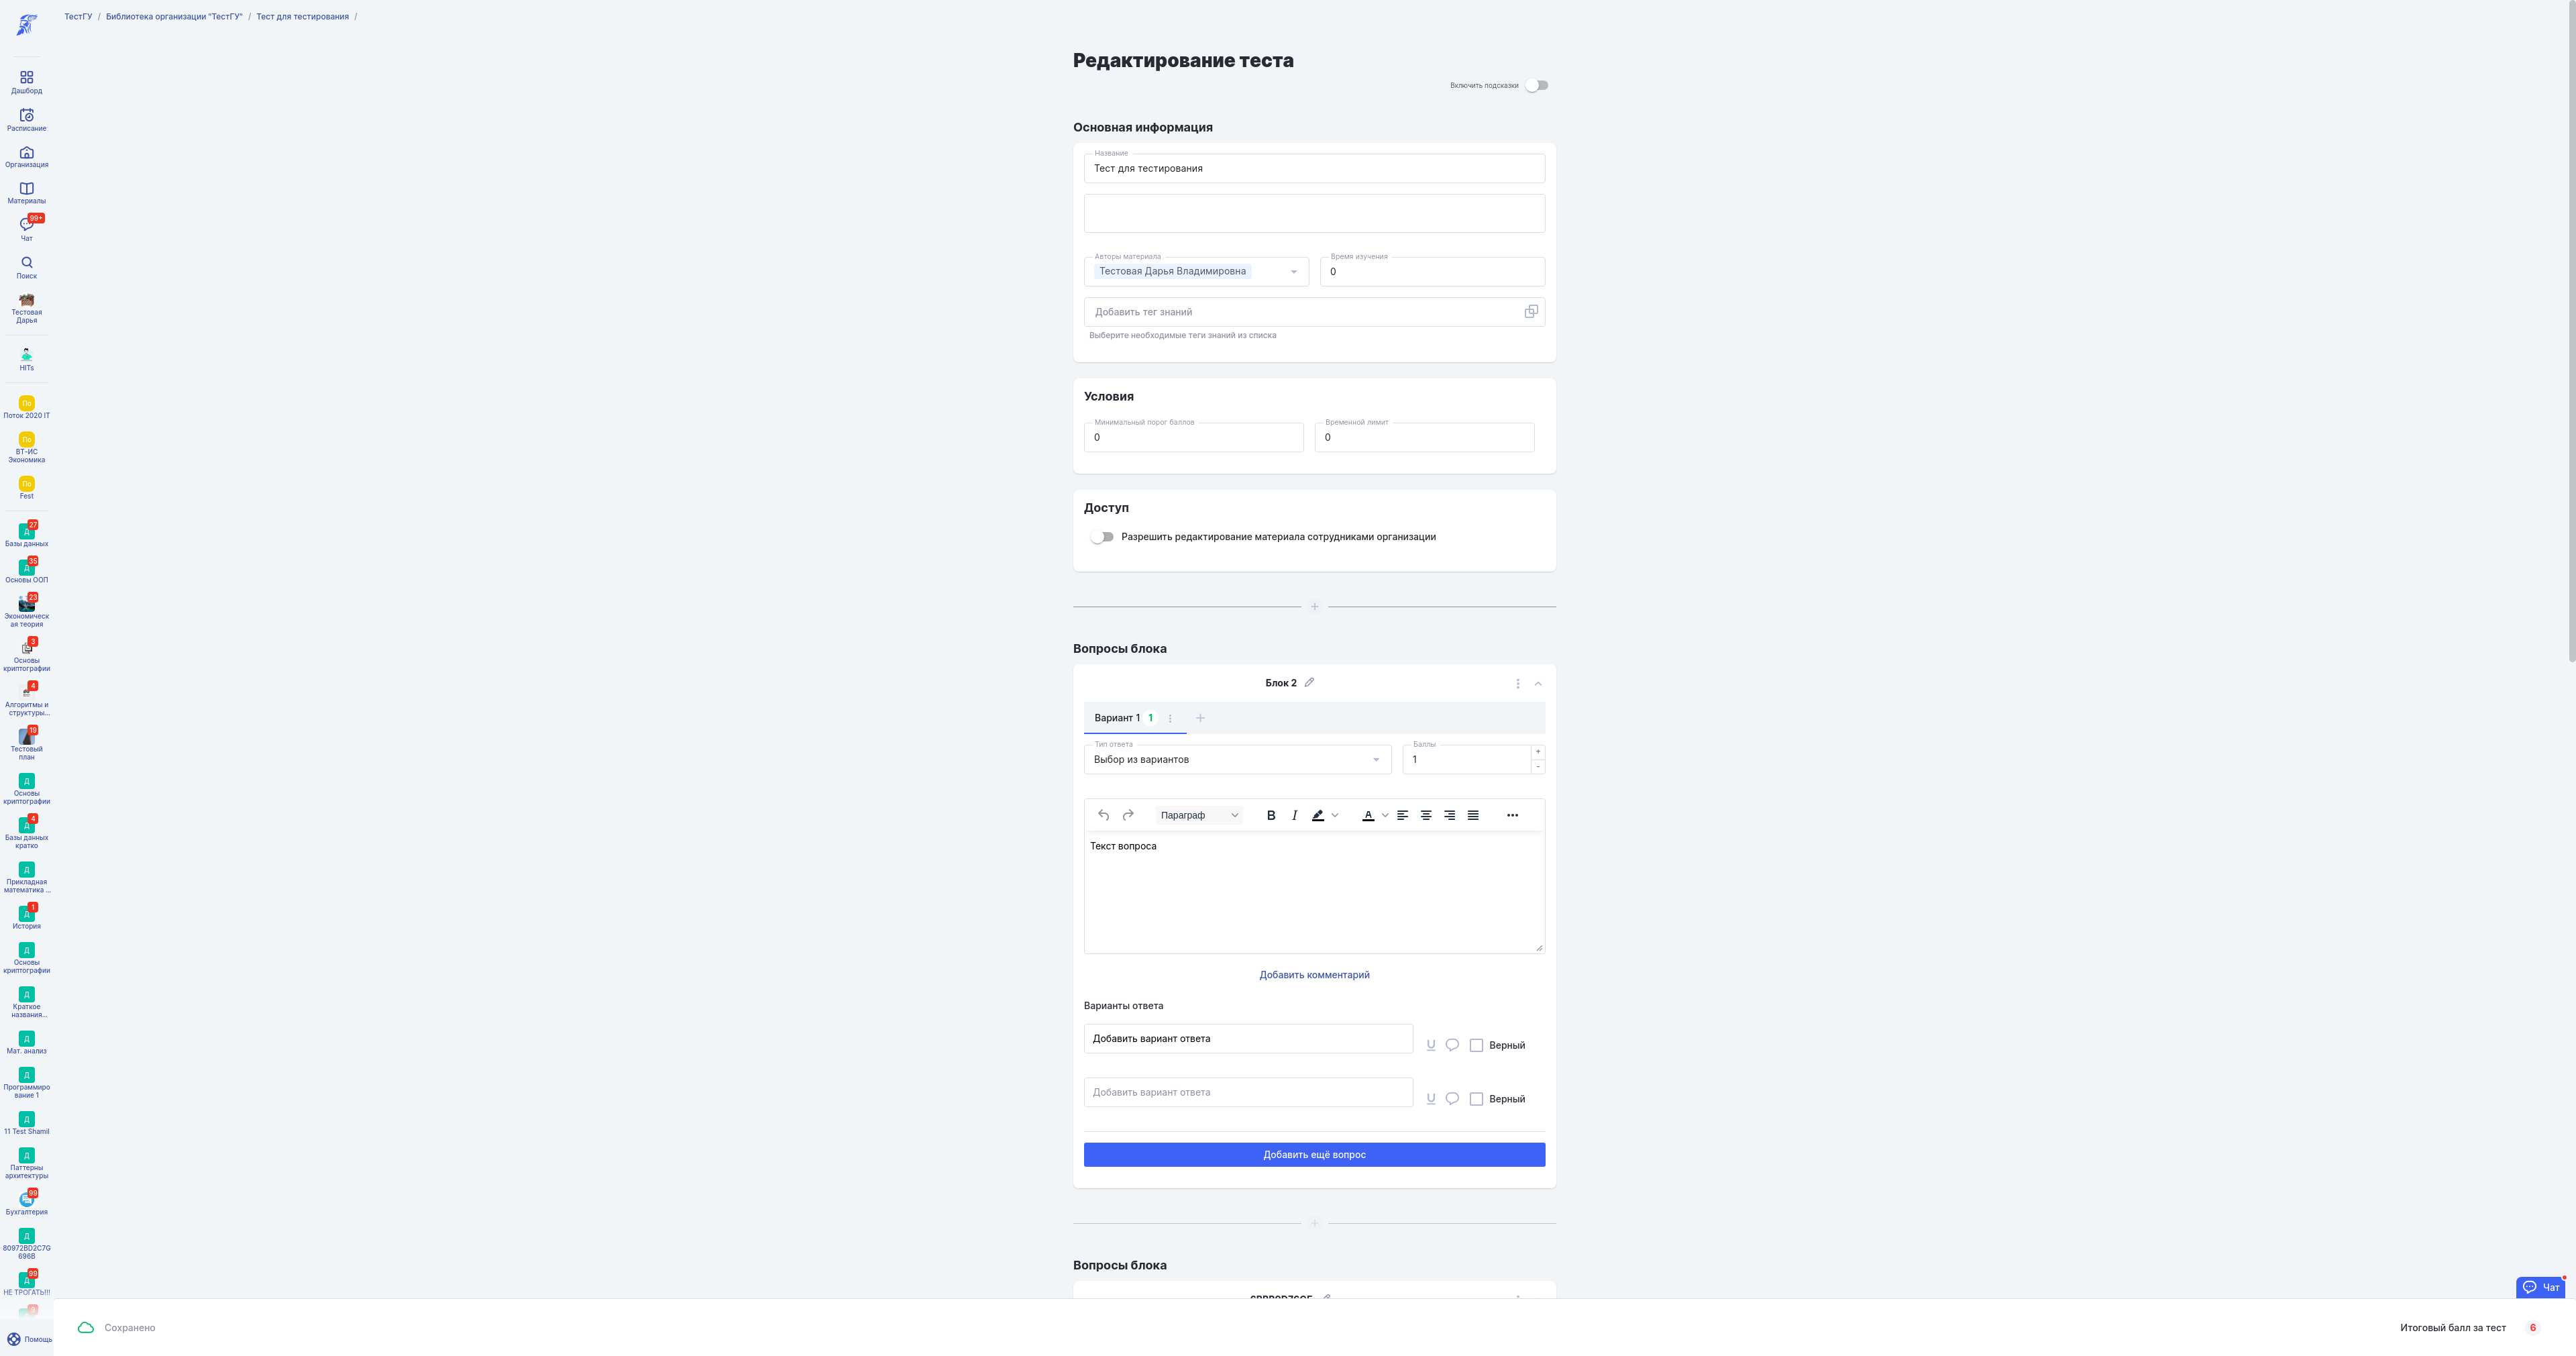 ТестГУ / Библиотека организации "ТестГУ" / Тест для тестирования /
Дашборд
Расписание
Организация
Материалы
99+
Чат
Поиск
Тестовая
Дарья
HITs
По
Поток 2020 IT
По
ВТ-ИС
Экономика
По
Fest
27
Д
Базы данных
35
Д
Основы ООП
23
Экономическ
ая теория
3
Основы
криптографии
4
Алгоритмы и
структуры...
19
Тестовый
план
Д
Основы
криптографии
4
Д
Базы данных
кратко
Д
Прикладная
математика ...
1
Д
История
Д
Основы
криптографии
Д
Краткое
названия...
Д
Мат. анализ
Д
Программиро
вание 1
Д
11 Test Shamil
Д
Паттерны
архитектуры
99
Бухгалтерия
Д
80972BD2C7G
696B
99
Д
НЕ ТРОГАТЬ!!!
Помощь
Редактирование теста
Включить подсказки
Основная информация
Название
Тест для тестирования
Авторы материала
Тестовая Дарья Владимировна
Время изучения
0
Добавить тег знаний
Выберите необходимые теги знаний из списка
Условия
Минимальный порог баллов
0
Временной лимит
0
Доступ
Разрешить редактирование материала сотрудниками организации
Вопросы блока
Блок 2
Вариант 1 1
Тип ответа
Выбор из вариантов
Баллы
1
+
-
Параграф
B I A
Текст вопроса
Добавить комментарий
Варианты ответа
Добавить вариант ответа
U
Верный
Добавить вариант ответа
U
Верный
Добавить ещё вопрос
Вопросы блока
Чат
Сохранено
Итоговый балл за тест 6